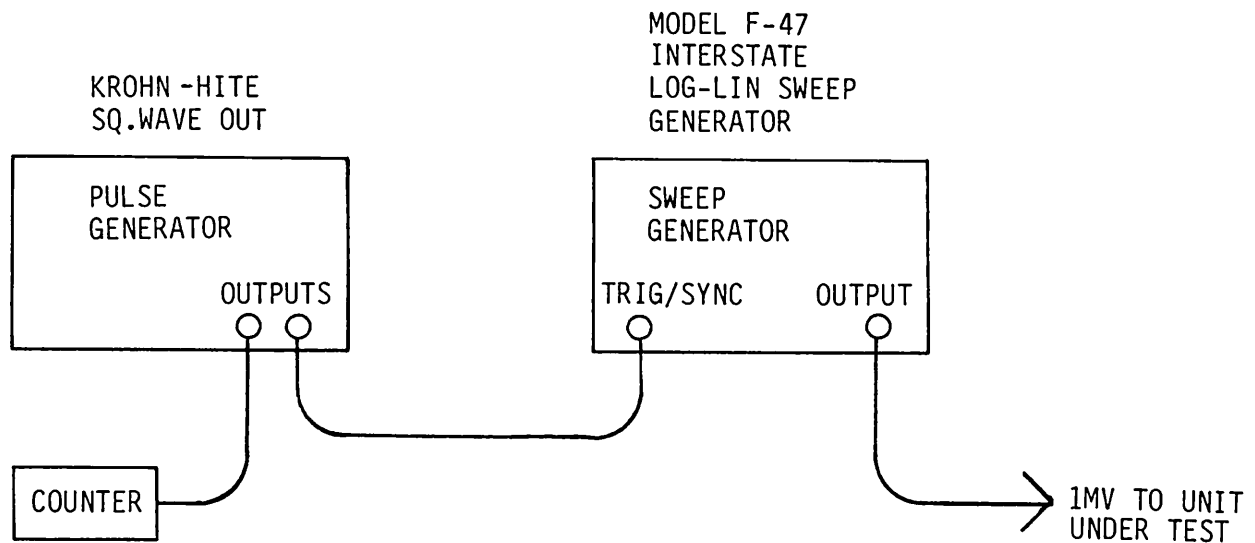 MODEL F-47
INTERSTATE
LOG-LIN SWEEP
GENERATOR
KROHN-HITE
SQ.WAVE OUT
PULSE
GENERATOR
OUTPUTS
SWEEP
GENERATOR
TRIG/SYNC
OUTPUT
COUNTER
1MV TO UNIT
UNDER TEST